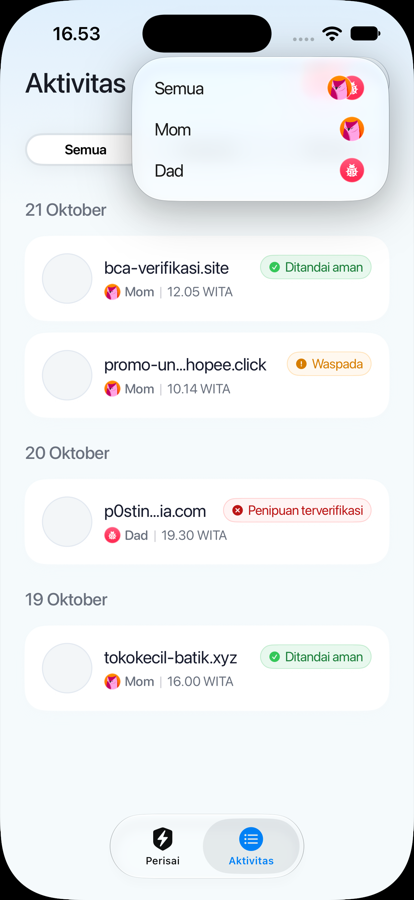 16.53
Aktivitas
Semua
Mom
Dad
Semua
21 Oktober
bca-verifikasi.site
Ditandai aman
Mom | 12.05 WITA
promo-un...hopee.click
Waspada
Mom | 10.14 WITA
20 Oktober
p0stin...ia.com
Penipuan terverifikasi
Dad | 19.30 WITA
19 Oktober
tokokecil-batik.xyz
Ditandai aman
Mom | 16.00 WITA
Perisai
Aktivitas